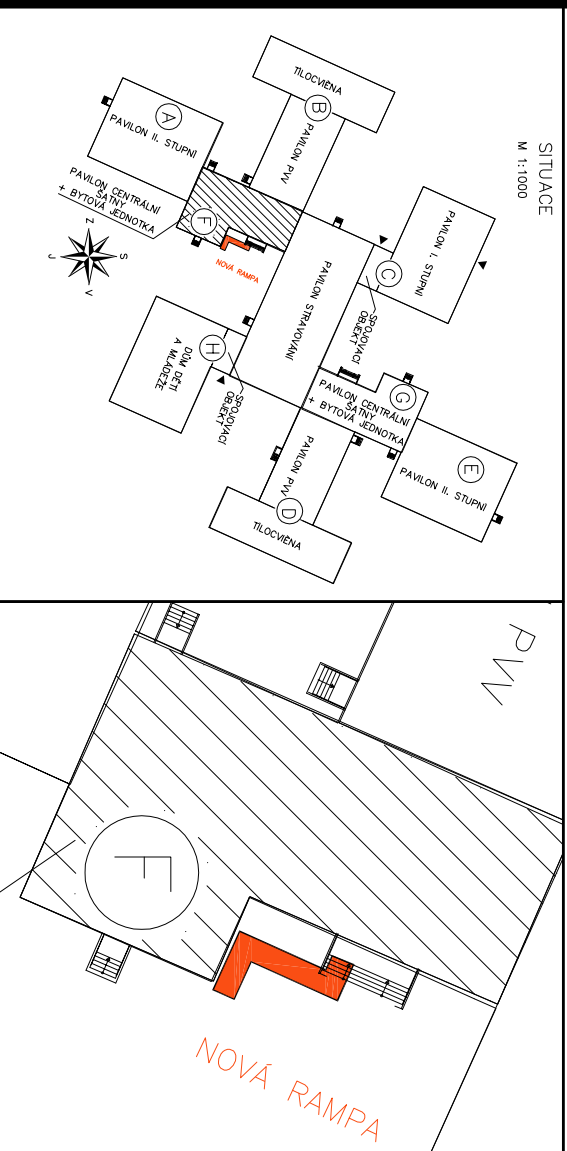 SITUACE
M 1:1000
TĚLOCVIČNA
B
PAVILON PVV
A
PAVILON II. STUPNĚ
PAVILON CENTRÁLNÍ
ŠATNY
+ BYTOVÁ JEDNOTKA
F
NOVÁ RAMPA
PAVILON I. STUPNĚ
C
SPOJOVACÍ
OBJEKT
PAVILON STRAVOVÁNÍ
G
PAVILON CENTRÁLNÍ
ŠATNY
+ BYTOVÁ JEDNOTKA
E
PAVILON II. STUPNĚ
H
DŮM DĚTÍ
A MLÁDEŽE
SPOJOVACÍ
OBJEKT
PAVILON PVV
D
TĚLOCVIČNA
S
Z
V
J
PVV
F
NOVÁ RAMPA